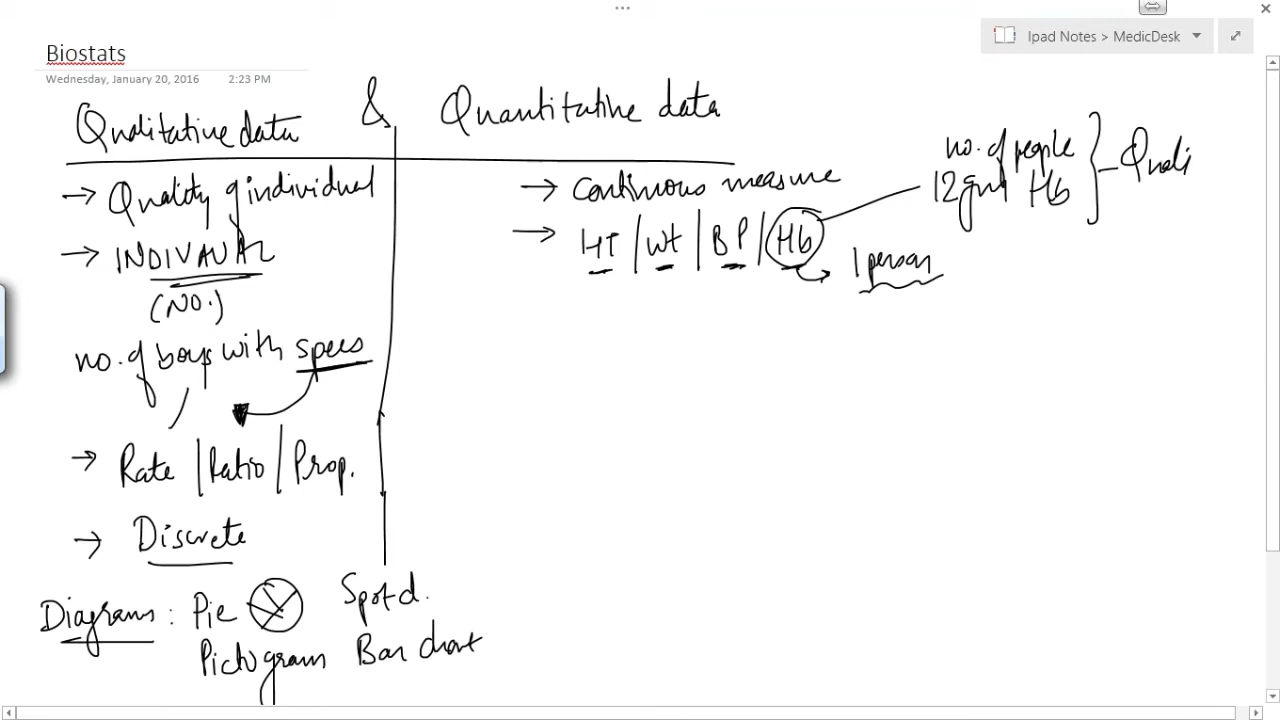 Ipad Notes > MedicDesk
Biostats
Wednesday, January 20, 2016 2:23 PM
Qualitative data & Quantitative data
→ Quality of individual
→ INDIVAUAL
(NO.)
no. of boys with specs
→ Rate | Ratio | Prop.
→ Discrete
Diagrams : Pie Spot d.
Pictogram Bar chart
→ continuous measure
→ HT | Wt | BP | Hb
1 person
no. of people
12gm Hb
Quali